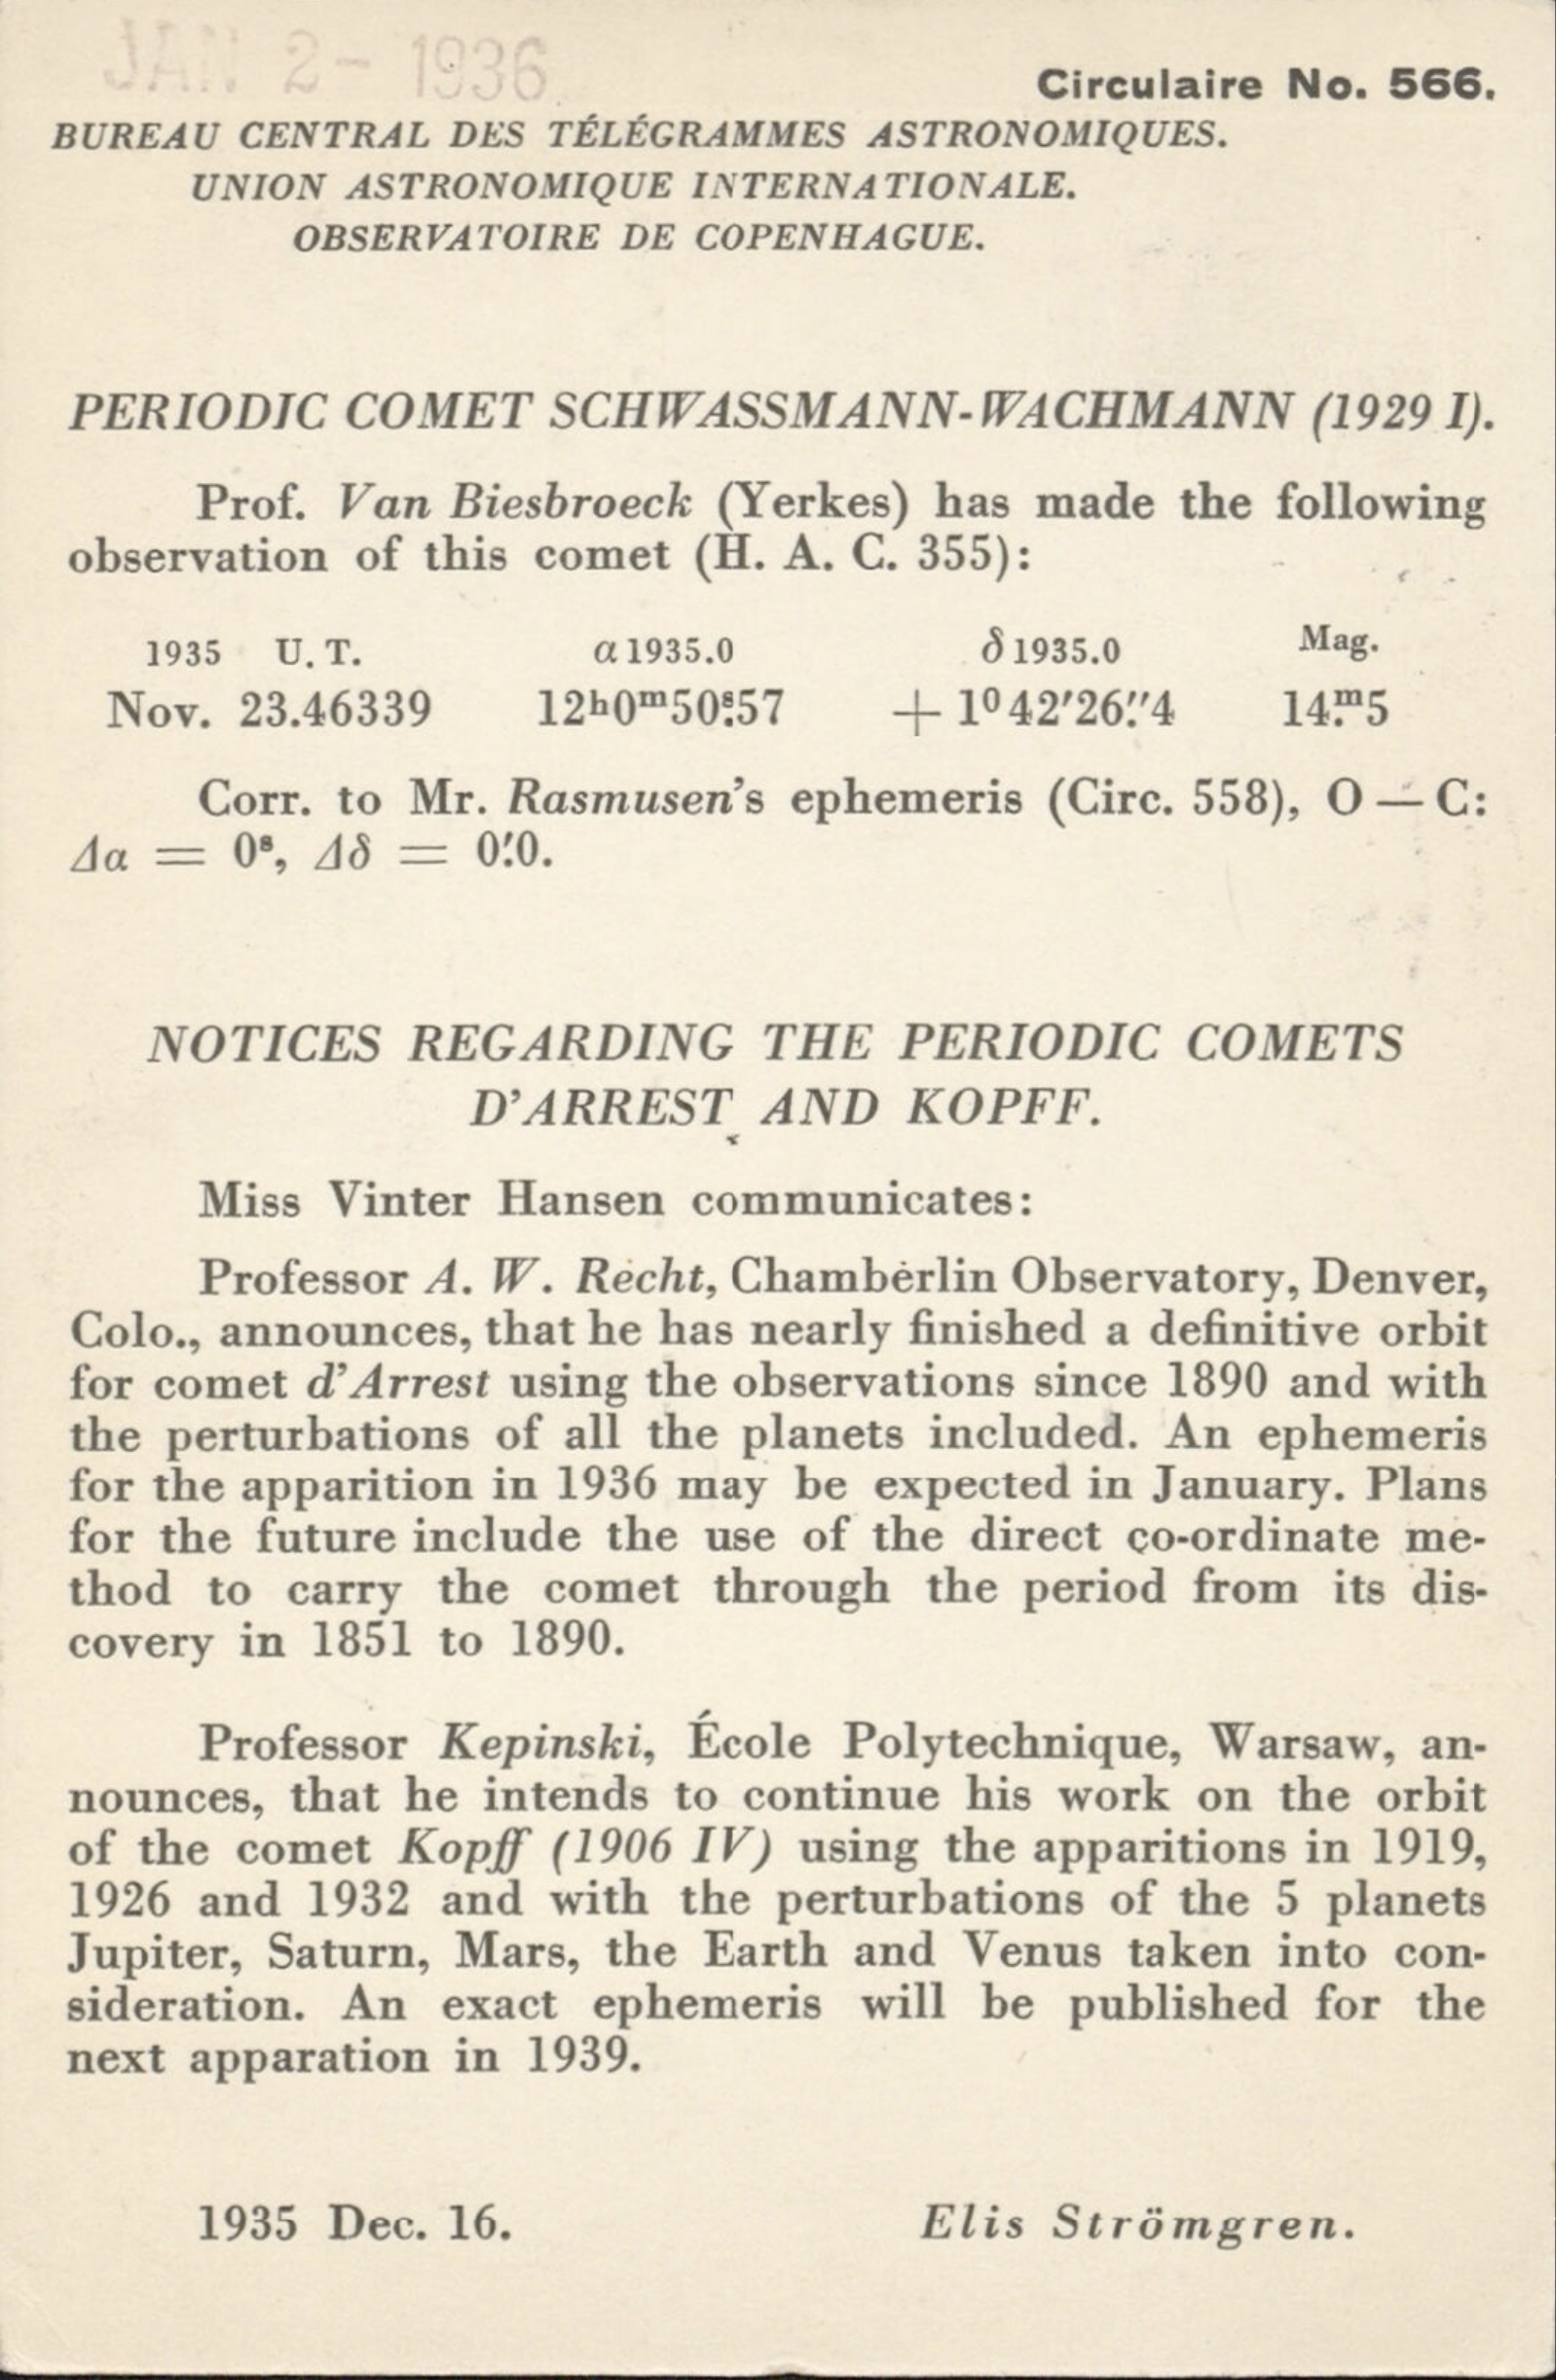 JAN 2- 1936
Circulaire No. 566.
BUREAU CENTRAL DES TÉLÉGRAMMES ASTRONOMIQUES.
UNION ASTRONOMIQUE INTERNATIONALE.
OBSERVATOIRE DE COPENHAGUE.
PERIODIC COMET SCHWASSMANN-WACHMANN (1929 I).
Prof. Van Biesbroeck (Yerkes) has made the following
observation of this comet (H. A. C. 355):
1935 U. T. α 1935.0 δ 1935.0 Mag.
Nov. 23.46339 12ʰ0ᵐ50ˢ.57 + 1⁰ 42′26″.4 14ᵐ.5
Corr. to Mr. Rasmusen's ephemeris (Circ. 558), O — C:
Δα = 0ˢ, Δδ = 0′.0.
NOTICES REGARDING THE PERIODIC COMETS
D'ARREST AND KOPFF.
Miss Vinter Hansen communicates:
Professor A. W. Recht, Chamberlin Observatory, Denver,
Colo., announces, that he has nearly finished a definitive orbit
for comet d'Arrest using the observations since 1890 and with
the perturbations of all the planets included. An ephemeris
for the apparition in 1936 may be expected in January. Plans
for the future include the use of the direct co-ordinate me-
thod to carry the comet through the period from its dis-
covery in 1851 to 1890.
Professor Kepinski, École Polytechnique, Warsaw, an-
nounces, that he intends to continue his work on the orbit
of the comet Kopff (1906 IV) using the apparitions in 1919,
1926 and 1932 and with the perturbations of the 5 planets
Jupiter, Saturn, Mars, the Earth and Venus taken into con-
sideration. An exact ephemeris will be published for the
next apparation in 1939.
1935 Dec. 16. Elis Strömgren.